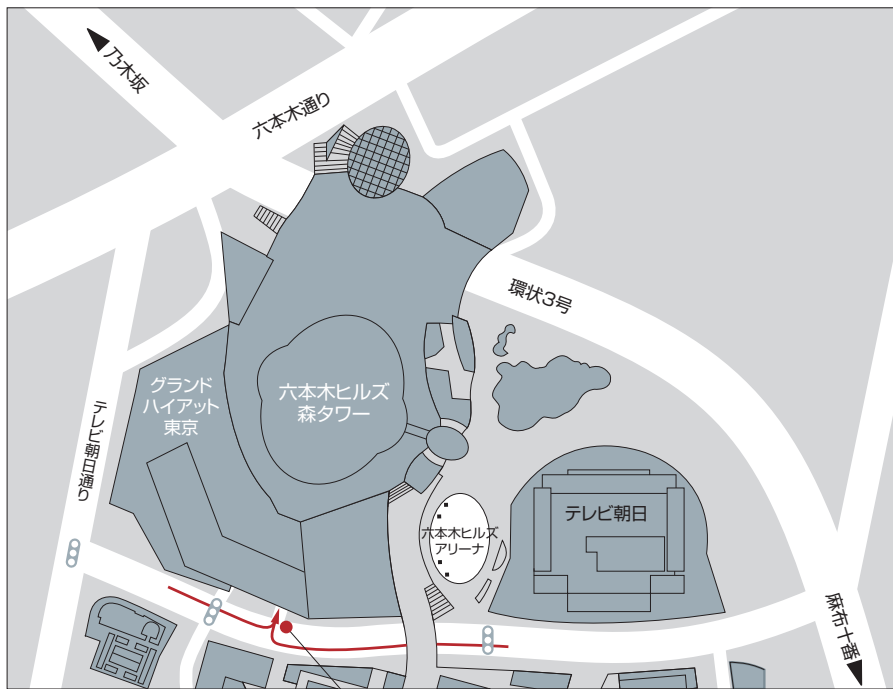 乃木坂
六本木通り
環状3号
グランド
ハイアット
東京
六本木ヒルズ
森タワー
テレビ朝日通り
六本木ヒルズ
アリーナ
テレビ朝日
麻布十番